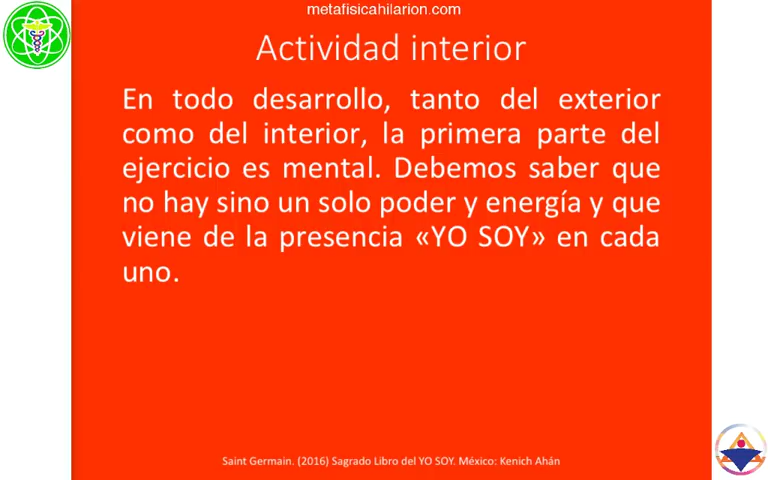 metafisicahilarion.com
Actividad interior
En todo desarrollo, tanto del exterior
como del interior, la primera parte del
ejercicio es mental. Debemos saber que
no hay sino un solo poder y energía y que
viene de la presencia «YO SOY» en cada
uno.
Saint Germain. (2016) Sagrado Libro del YO SOY. México: Kenich Ahán